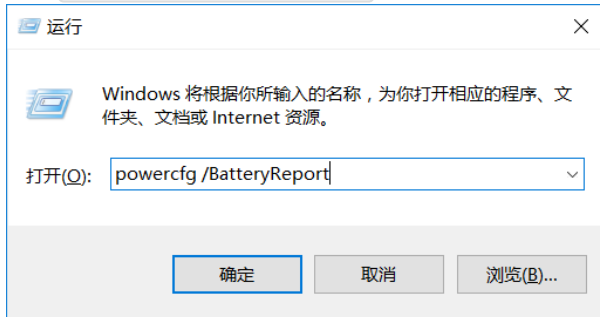 运行
Windows 将根据你所输入的名称，为你打开相应的程序、文
件夹、文档或 Internet 资源。
打开(O): powercfg /BatteryReport
确定 取消 浏览(B)...